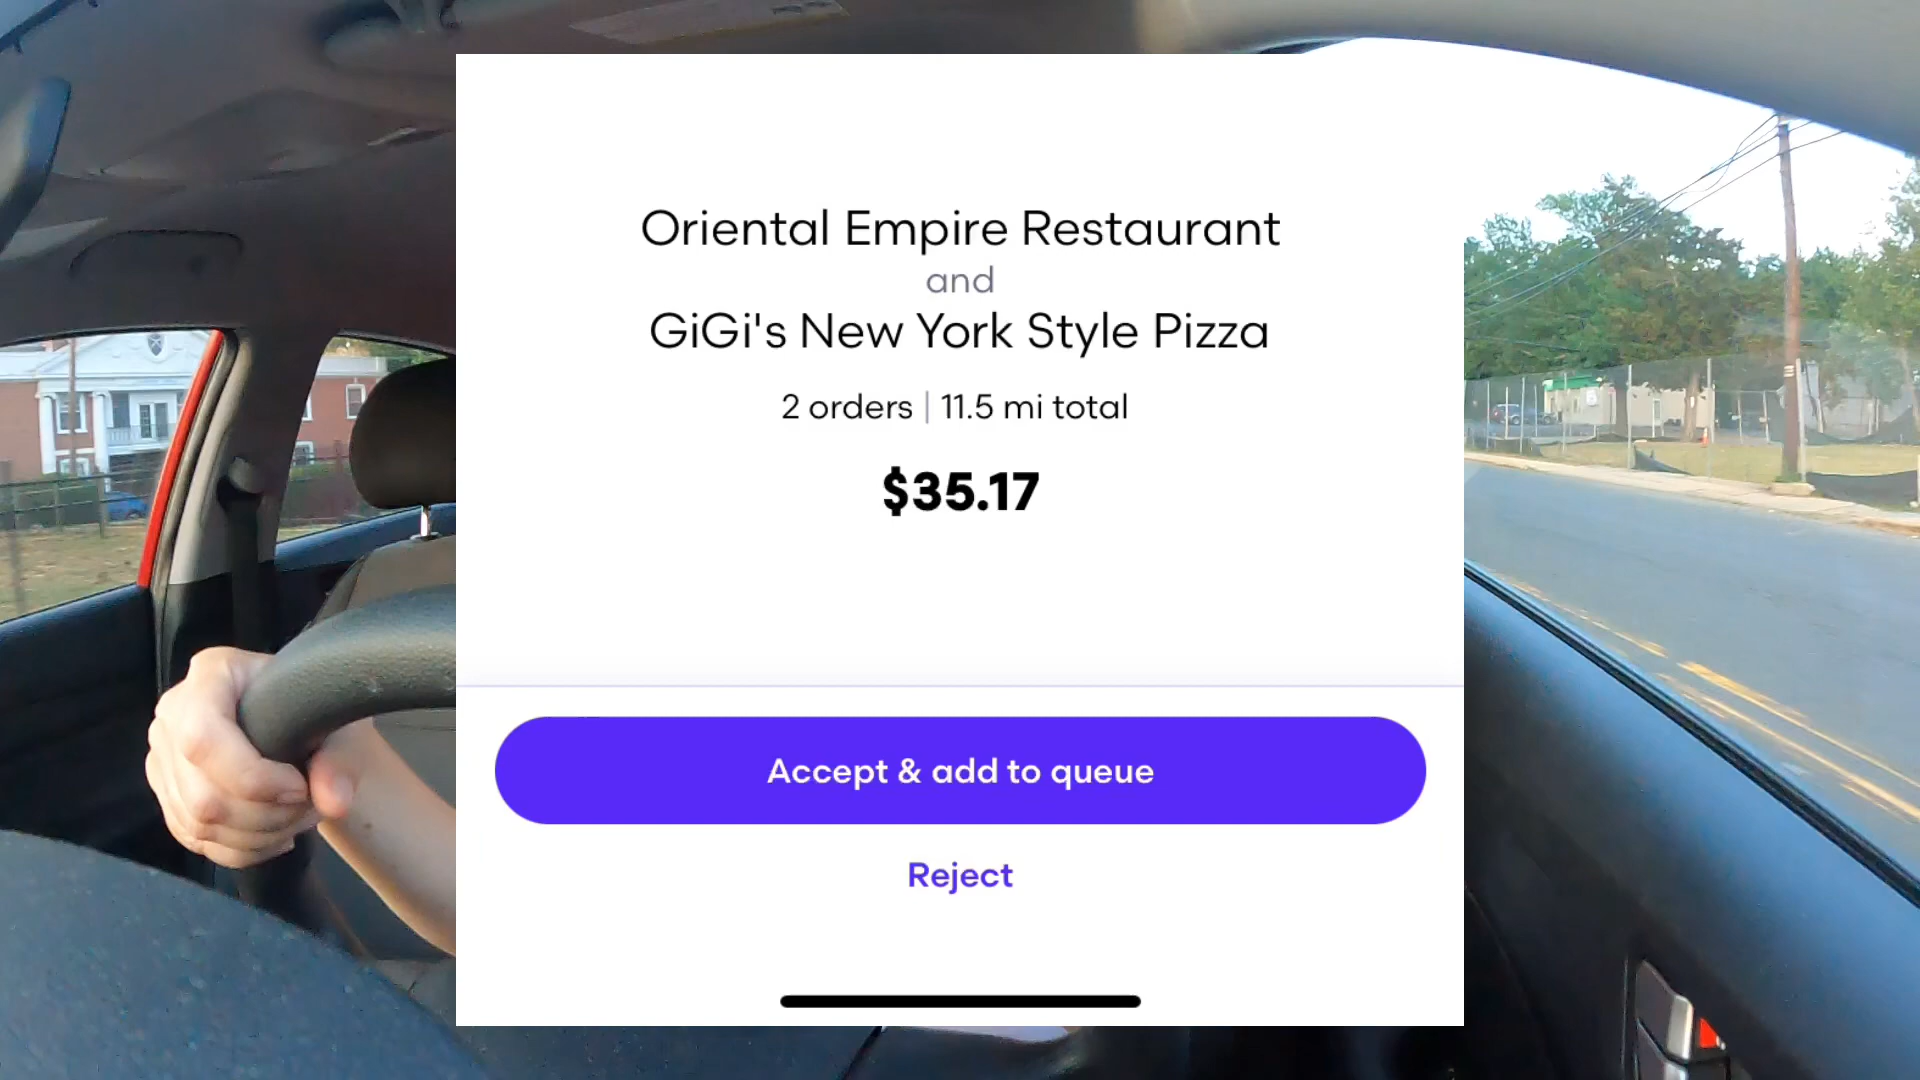 Oriental Empire Restaurant
and
GiGi's New York Style Pizza
2 orders | 11.5 mi total
$35.17
Accept & add to queue
Reject